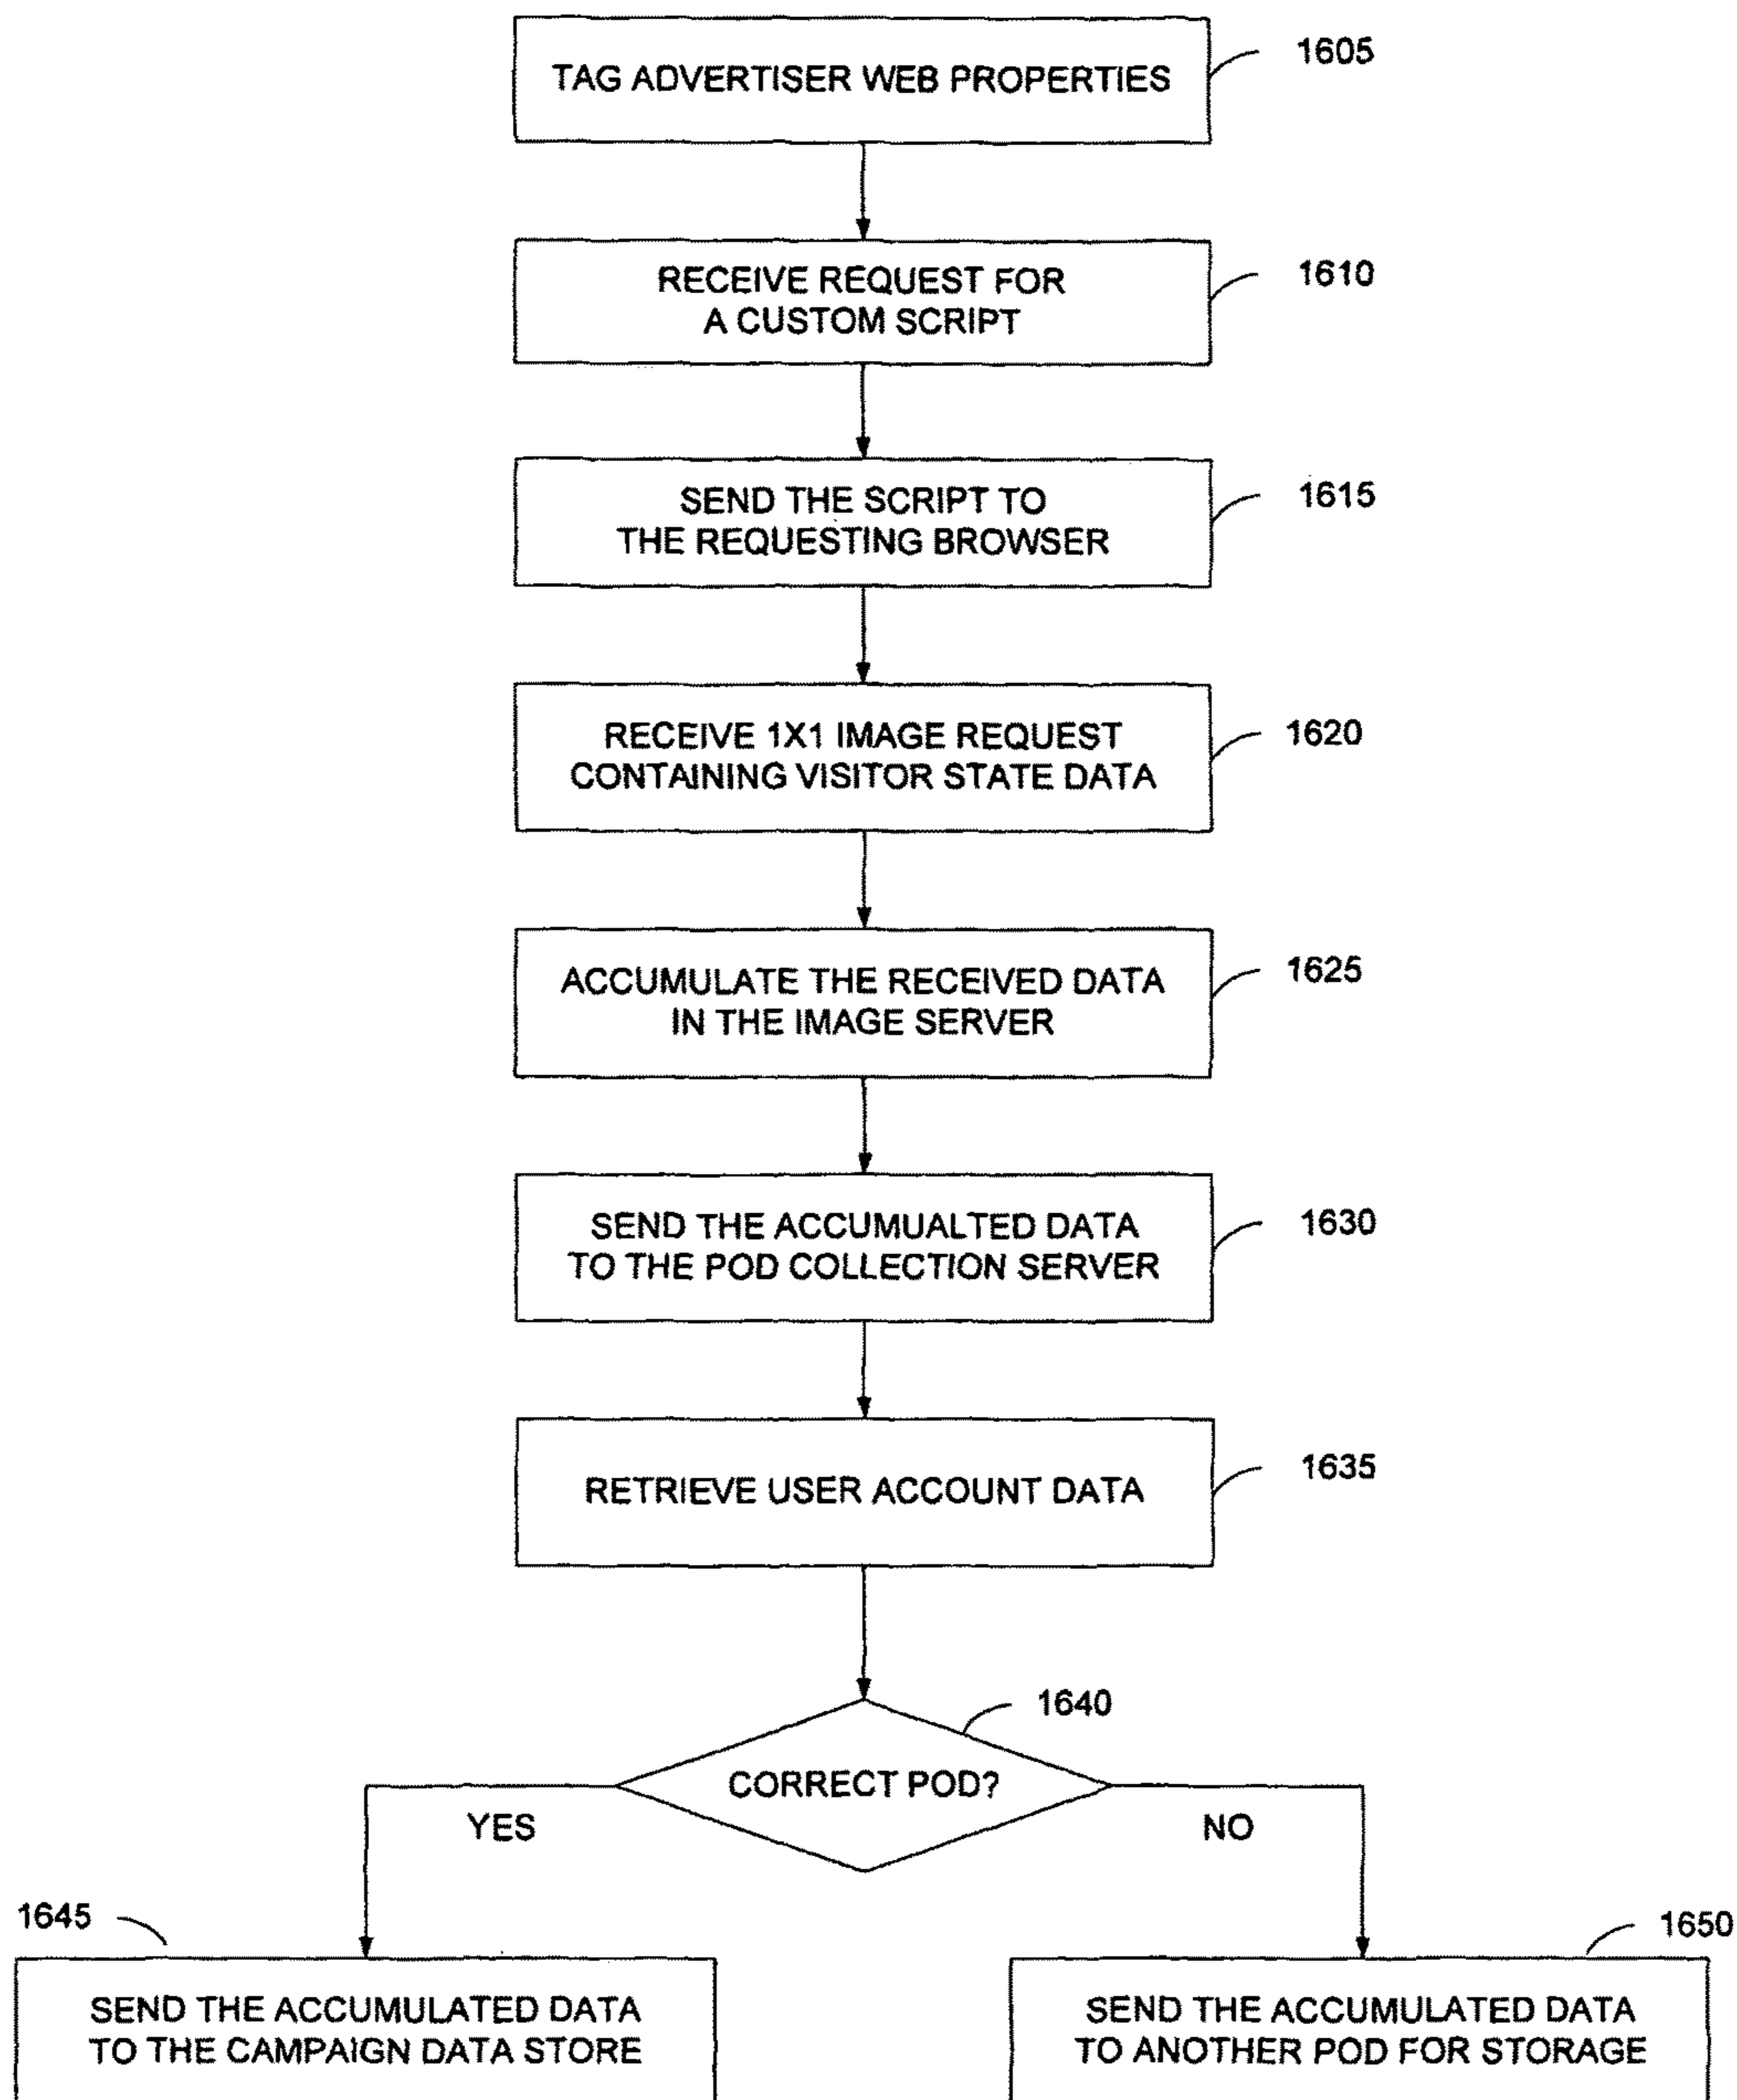 TAG ADVERTISER WEB PROPERTIES
1605
RECEIVE REQUEST FOR
A CUSTOM SCRIPT
1610
SEND THE SCRIPT TO
THE REQUESTING BROWSER
1615
RECEIVE 1X1 IMAGE REQUEST
CONTAINING VISITOR STATE DATA
1620
ACCUMULATE THE RECEIVED DATA
IN THE IMAGE SERVER
1625
SEND THE ACCUMUALTED DATA
TO THE POD COLLECTION SERVER
1630
RETRIEVE USER ACCOUNT DATA
1635
1640
CORRECT POD?
YES
NO
1645
SEND THE ACCUMULATED DATA
TO THE CAMPAIGN DATA STORE
1650
SEND THE ACCUMULATED DATA
TO ANOTHER POD FOR STORAGE